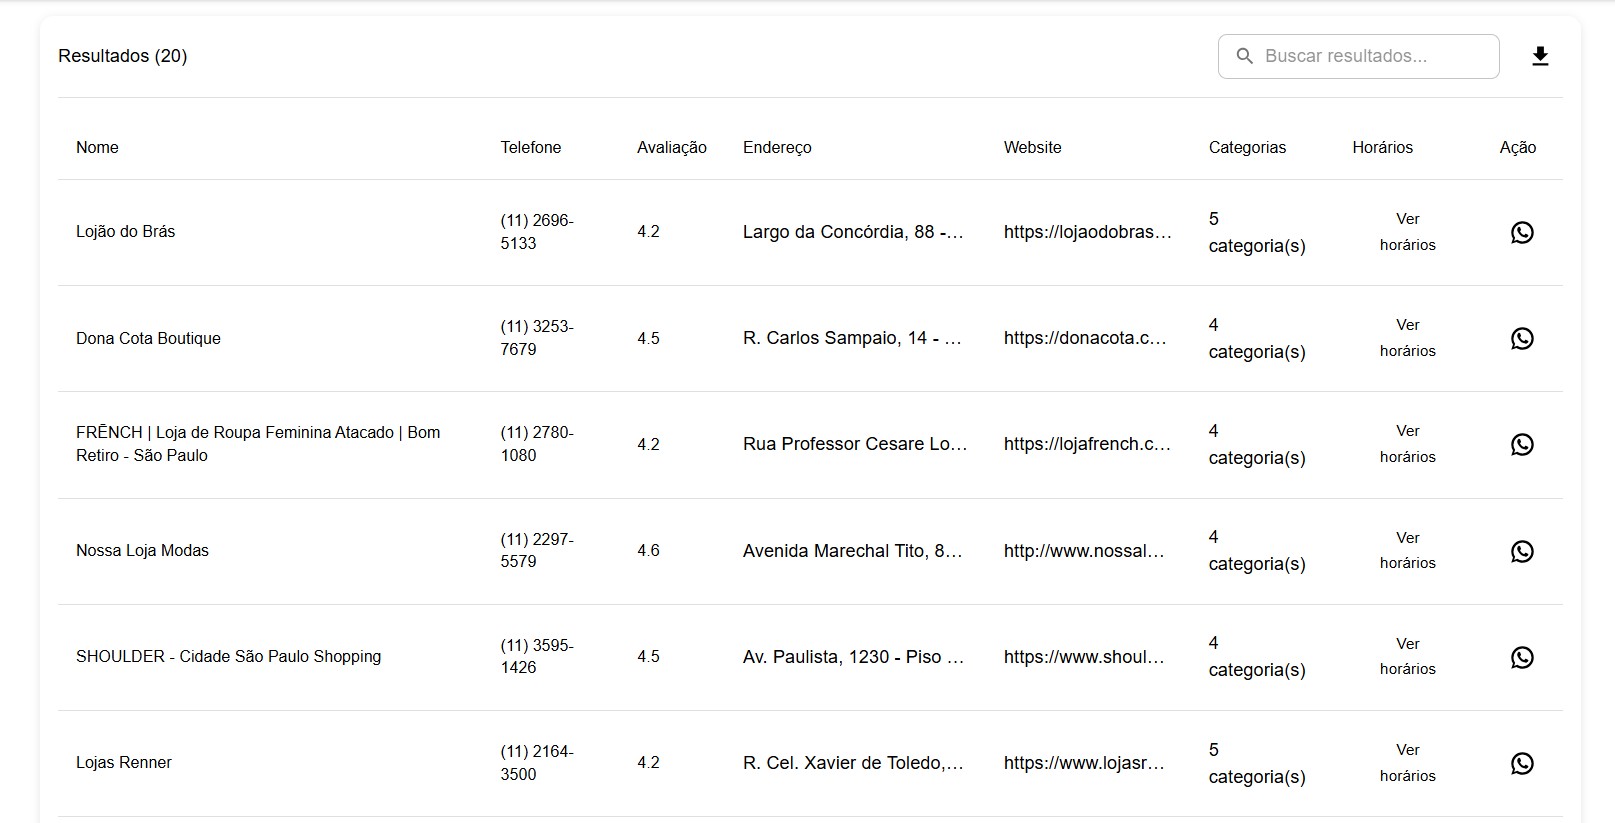 Resultados (20)
Buscar resultados...
Nome Telefone Avaliação Endereço Website Categorias Horários Ação
Lojão do Brás
(11) 2696-
5133
4.2
Largo da Concórdia, 88 -...
https://lojaodobras...
5
categoria(s)
Ver
horários
Dona Cota Boutique
(11) 3253-
7679
4.5
R. Carlos Sampaio, 14 - ...
https://donacota.c...
4
categoria(s)
Ver
horários
FRĒNCH | Loja de Roupa Feminina Atacado | Bom
Retiro - São Paulo
(11) 2780-
1080
4.2
Rua Professor Cesare Lo...
https://lojafrench.c...
4
categoria(s)
Ver
horários
Nossa Loja Modas
(11) 2297-
5579
4.6
Avenida Marechal Tito, 8...
http://www.nossal...
4
categoria(s)
Ver
horários
SHOULDER - Cidade São Paulo Shopping
(11) 3595-
1426
4.5
Av. Paulista, 1230 - Piso ...
https://www.shoul...
4
categoria(s)
Ver
horários
Lojas Renner
(11) 2164-
3500
4.2
R. Cel. Xavier de Toledo,...
https://www.lojasr...
5
categoria(s)
Ver
horários